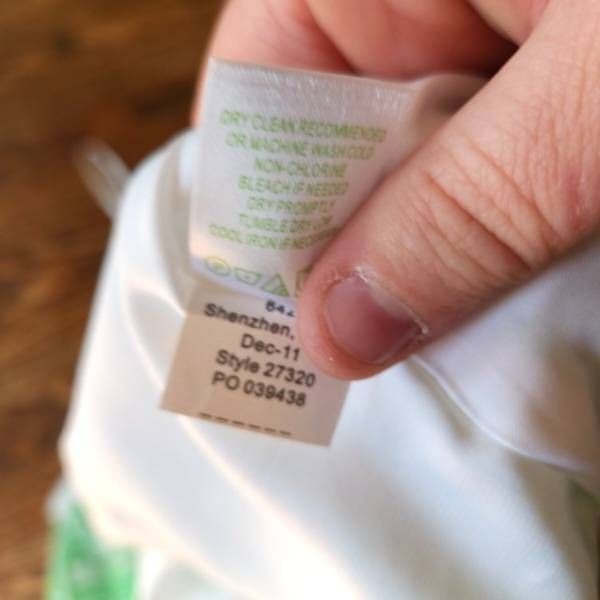 DRY CLEAN RECOMMENDED
OR MACHINE WASH COLD
NON-CHLORINE
BLEACH IF NEEDED
DRY PROMPTLY
TUMBLE DRY LOW
COOL IRON IF
Shenzhen,
Dec-11
Style 27320
PO 039438